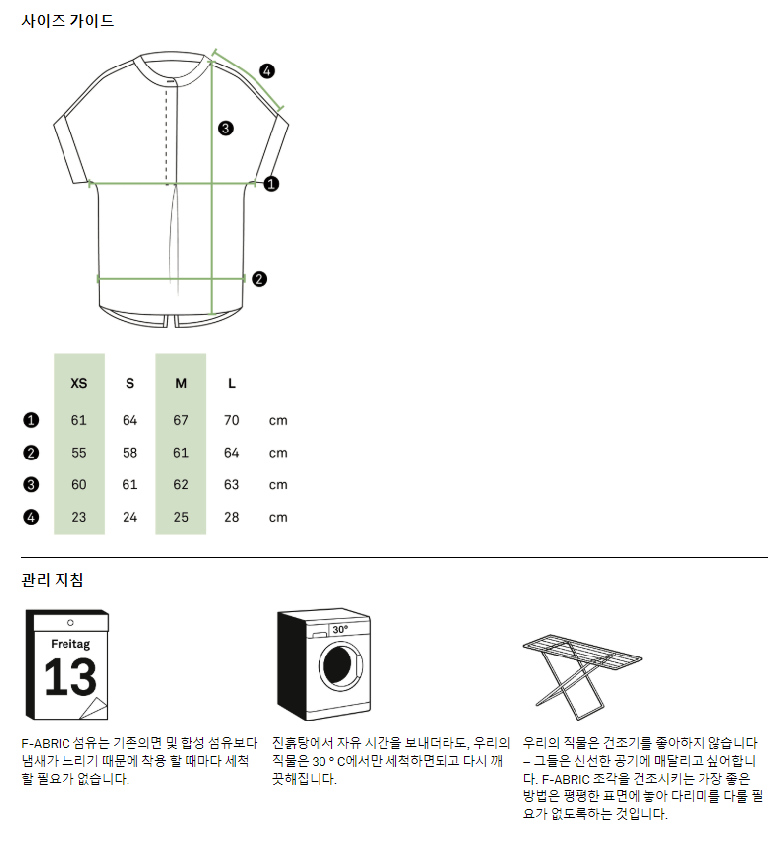 사이즈 가이드
4
3
1
2
XS S M L
1 61 64 67 70 cm
2 55 58 61 64 cm
3 60 61 62 63 cm
4 23 24 25 28 cm
관리 지침
Freitag
13
30°
F-ABRIC 섬유는 기존의면 및 합성 섬유보다
냄새가 느리기 때문에 착용 할 때마다 세척
할 필요가 없습니다.
진흙탕에서 자유 시간을 보내더라도, 우리의
직물은 30 ° C에서만 세척하면되고 다시 깨
끗해집니다.
우리의 직물은 건조기를 좋아하지 않습니다
– 그들은 신선한 공기에 매달리고 싶어합니
다. F-ABRIC 조각을 건조시키는 가장 좋은
방법은 평평한 표면에 놓아 다리미를 다룰 필
요가 없도록하는 것입니다.